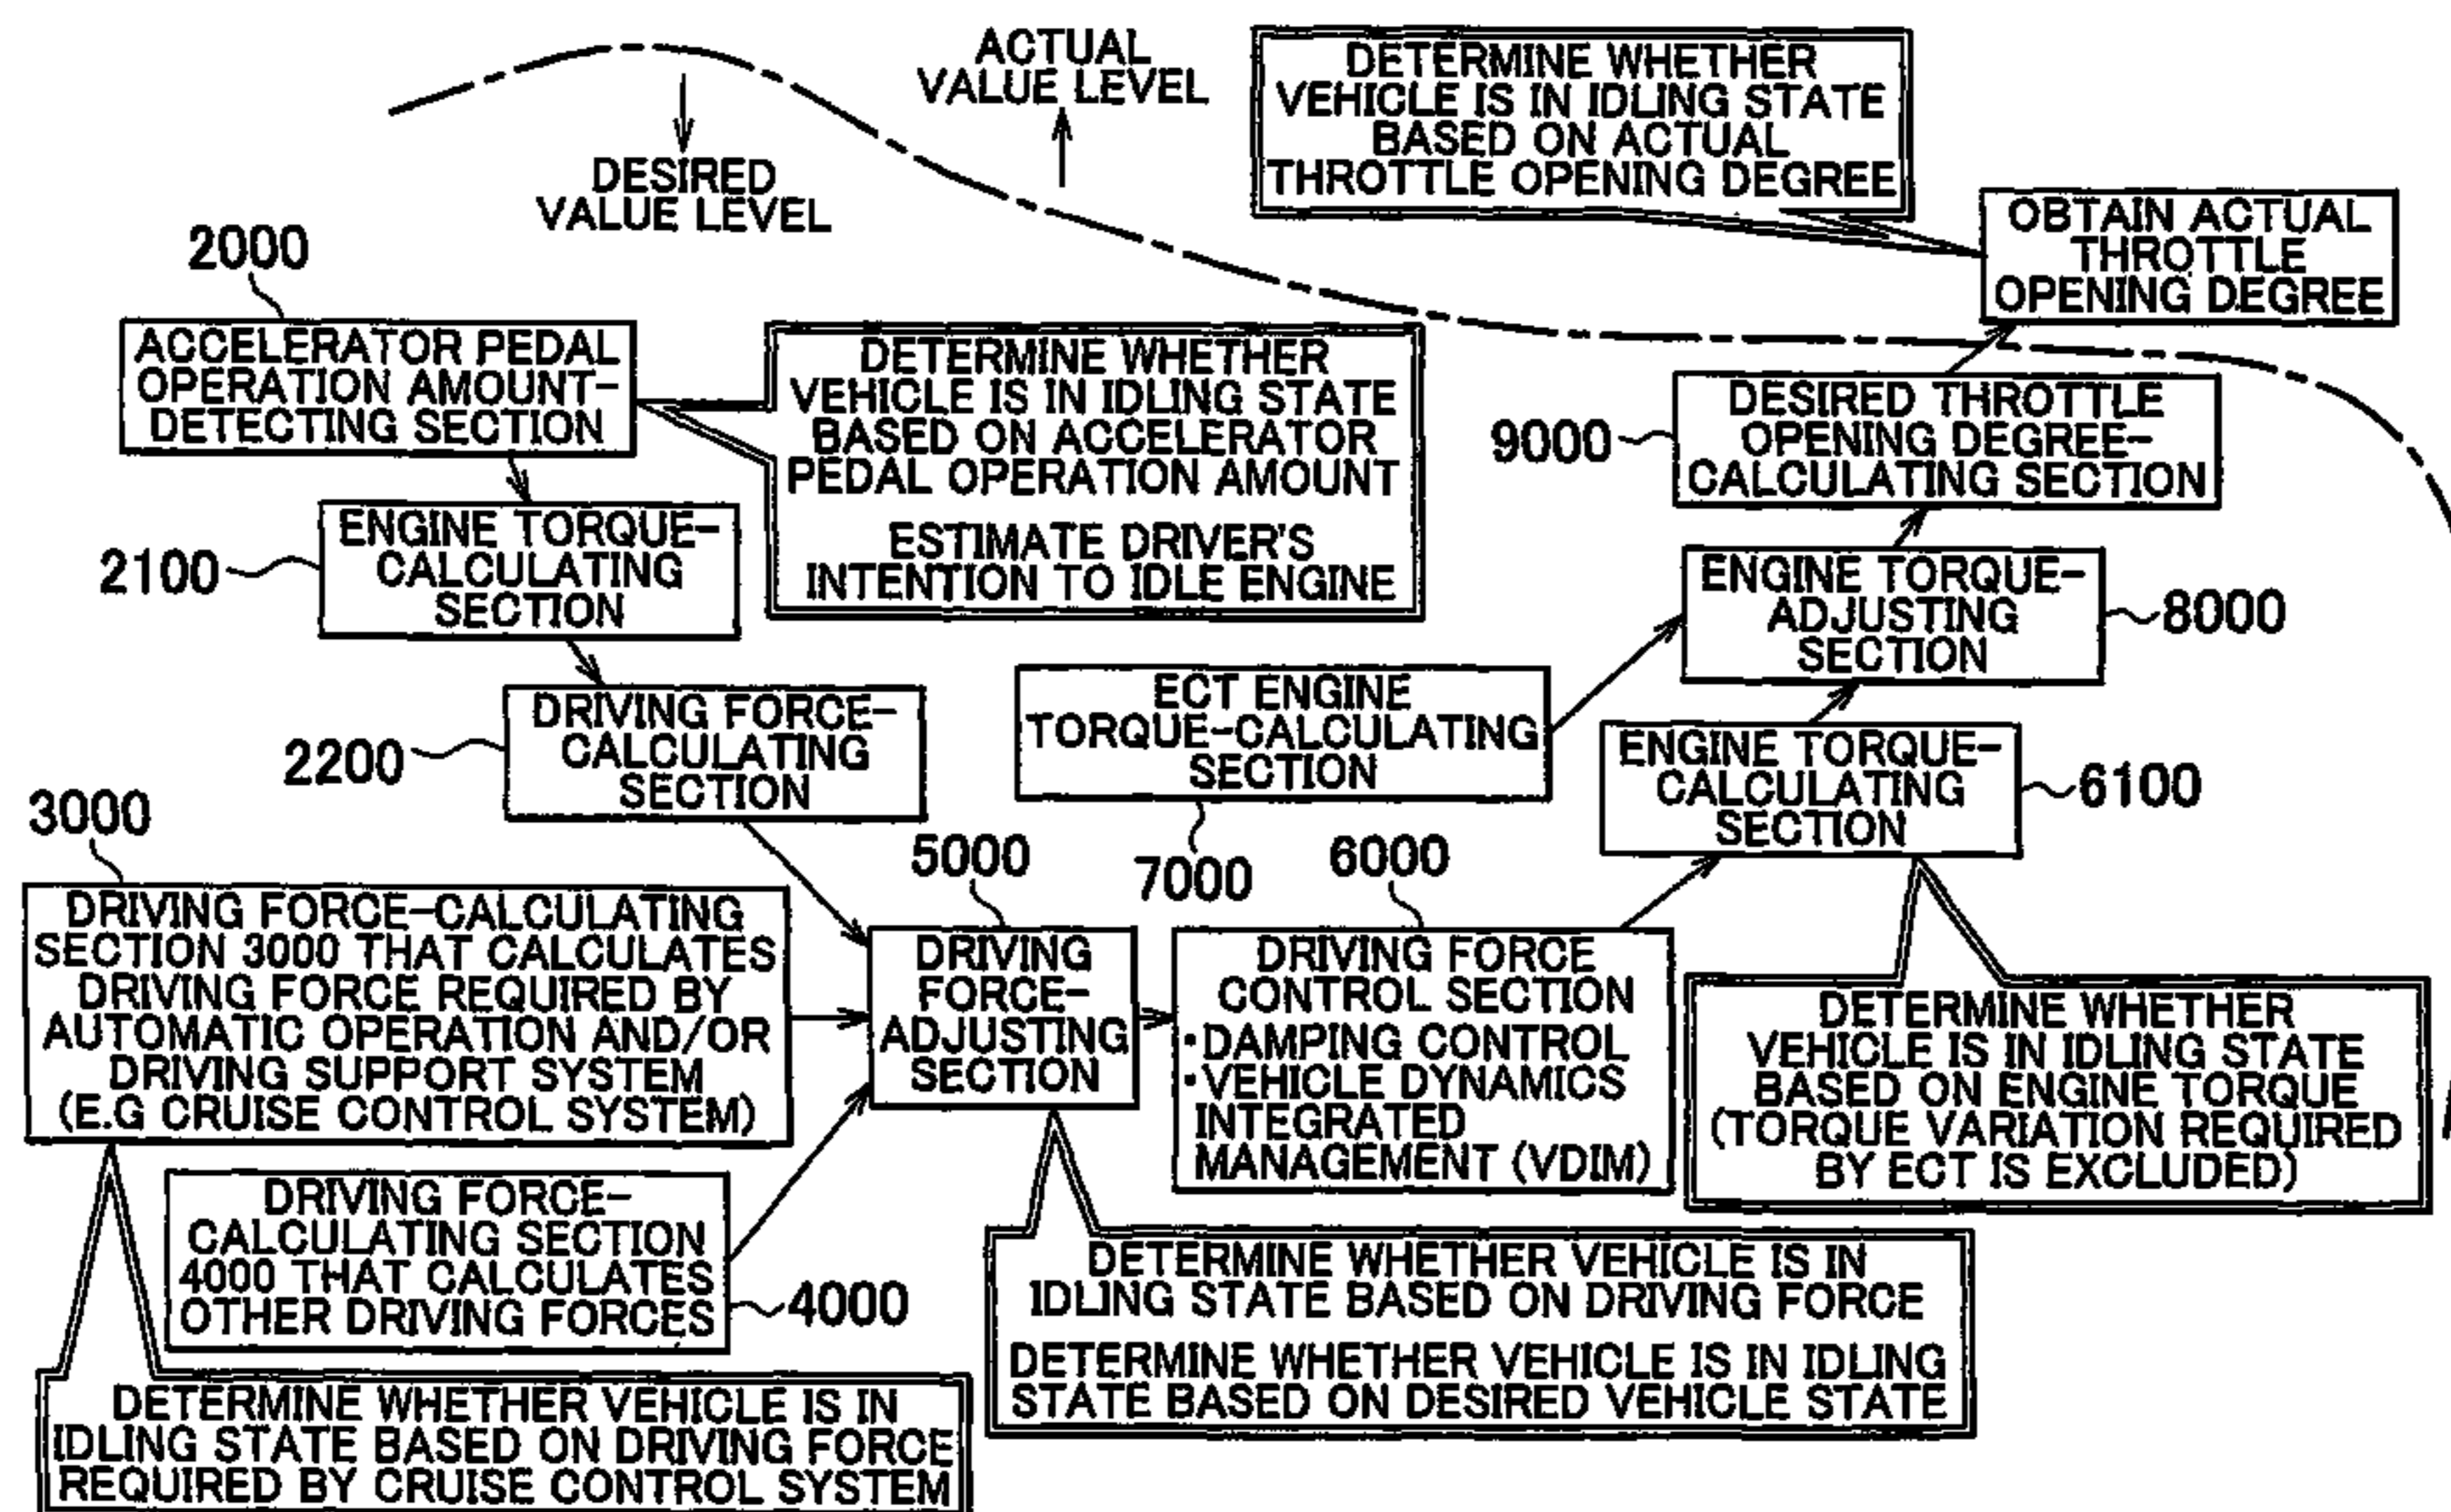 ACTUAL
VALUE LEVEL
DESIRED
VALUE LEVEL
DETERMINE WHETHER
VEHICLE IS IN IDLING STATE
BASED ON ACTUAL
THROTTLE OPENING DEGREE
OBTAIN ACTUAL
THROTTLE
OPENING DEGREE
2000
ACCELERATOR PEDAL
OPERATION AMOUNT-
DETECTING SECTION
DETERMINE WHETHER
VEHICLE IS IN IDLING STATE
BASED ON ACCELERATOR
PEDAL OPERATION AMOUNT
ESTIMATE DRIVER'S
INTENTION TO IDLE ENGINE
9000
DESIRED THROTTLE
OPENING DEGREE-
CALCULATING SECTION
2100
ENGINE TORQUE-
CALCULATING
SECTION
ENGINE TORQUE-
ADJUSTING
SECTION
8000
2200
DRIVING FORCE-
CALCULATING
SECTION
ECT ENGINE
TORQUE-CALCULATING
SECTION
7000
ENGINE TORQUE-
CALCULATING
SECTION
6100
3000
DRIVING FORCE-CALCULATING
SECTION 3000 THAT CALCULATES
DRIVING FORCE REQUIRED BY
AUTOMATIC OPERATION AND/OR
DRIVING SUPPORT SYSTEM
(E.G CRUISE CONTROL SYSTEM)
5000
DRIVING
FORCE-
ADJUSTING
SECTION
6000
DRIVING FORCE
CONTROL SECTION
・DAMPING CONTROL
・VEHICLE DYNAMICS
INTEGRATED
MANAGEMENT (VDIM)
DETERMINE WHETHER
VEHICLE IS IN IDLING STATE
BASED ON ENGINE TORQUE
(TORQUE VARIATION REQUIRED
BY ECT IS EXCLUDED)
DRIVING FORCE-
CALCULATING SECTION
4000 THAT CALCULATES
OTHER DRIVING FORCES
4000
DETERMINE WHETHER VEHICLE IS IN
IDLING STATE BASED ON DRIVING FORCE
DETERMINE WHETHER VEHICLE IS IN IDLING
STATE BASED ON DESIRED VEHICLE STATE
DETERMINE WHETHER VEHICLE IS IN
IDLING STATE BASED ON DRIVING FORCE
REQUIRED BY CRUISE CONTROL SYSTEM